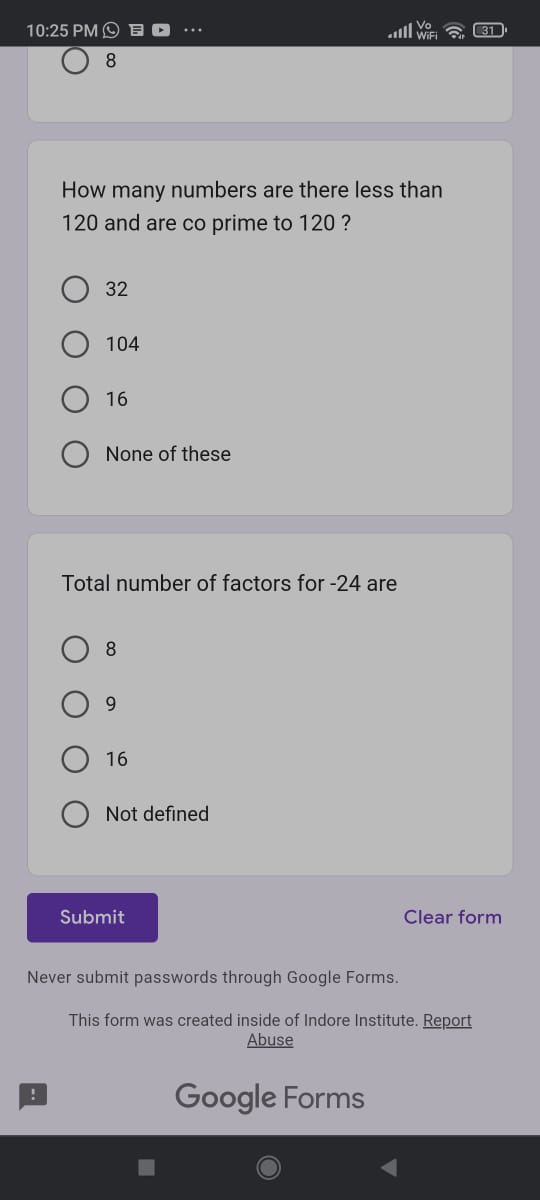 10:25 PM
Vo
WiFi
31
8
How many numbers are there less than
120 and are co prime to 120 ?
32
104
16
None of these
Total number of factors for -24 are
8
9
16
Not defined
Submit
Clear form
Never submit passwords through Google Forms.
This form was created inside of Indore Institute. Report
Abuse
Google Forms